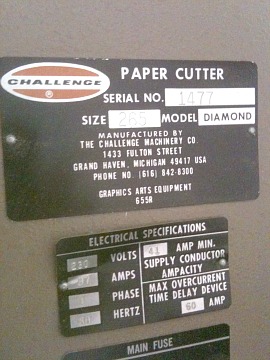 CHALLENGE
®
PAPER CUTTER
SERIAL NO. 1477
SIZE 265 MODEL DIAMOND
MANUFACTURED BY
THE CHALLENGE MACHINERY CO.
1433 FULTON STREET
GRAND HAVEN, MICHIGAN 49417 USA
PHONE NO. (616) 842-8300
GRAPHICS ARTS EQUIPMENT
655R
ELECTRICAL SPECIFICATIONS
VOLTS
AMPS
PHASE
HERTZ
AMP MIN.
SUPPLY CONDUCTOR
AMPACITY
MAX OVERCURRENT
TIME DELAY DEVICE
60 AMP
MAIN FUSE